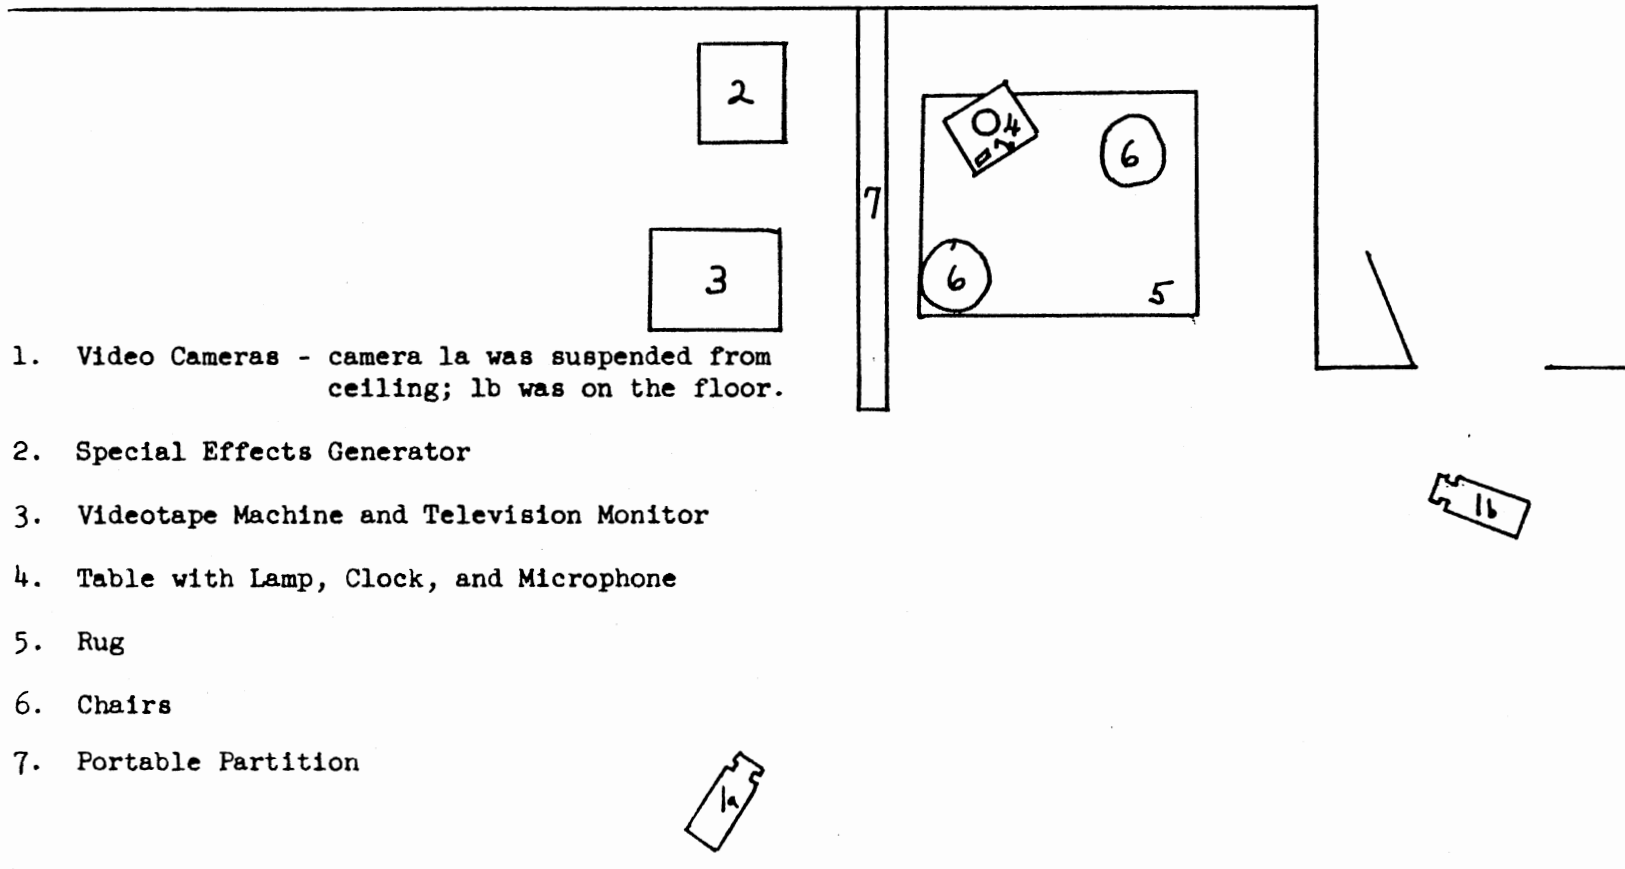 2
4
6
7
6
5
3
1. Video Cameras - camera 1a was suspended from
ceiling; 1b was on the floor.
2. Special Effects Generator
1b
3. Videotape Machine and Television Monitor
4. Table with Lamp, Clock, and Microphone
5. Rug
6. Chairs
7. Portable Partition
1a